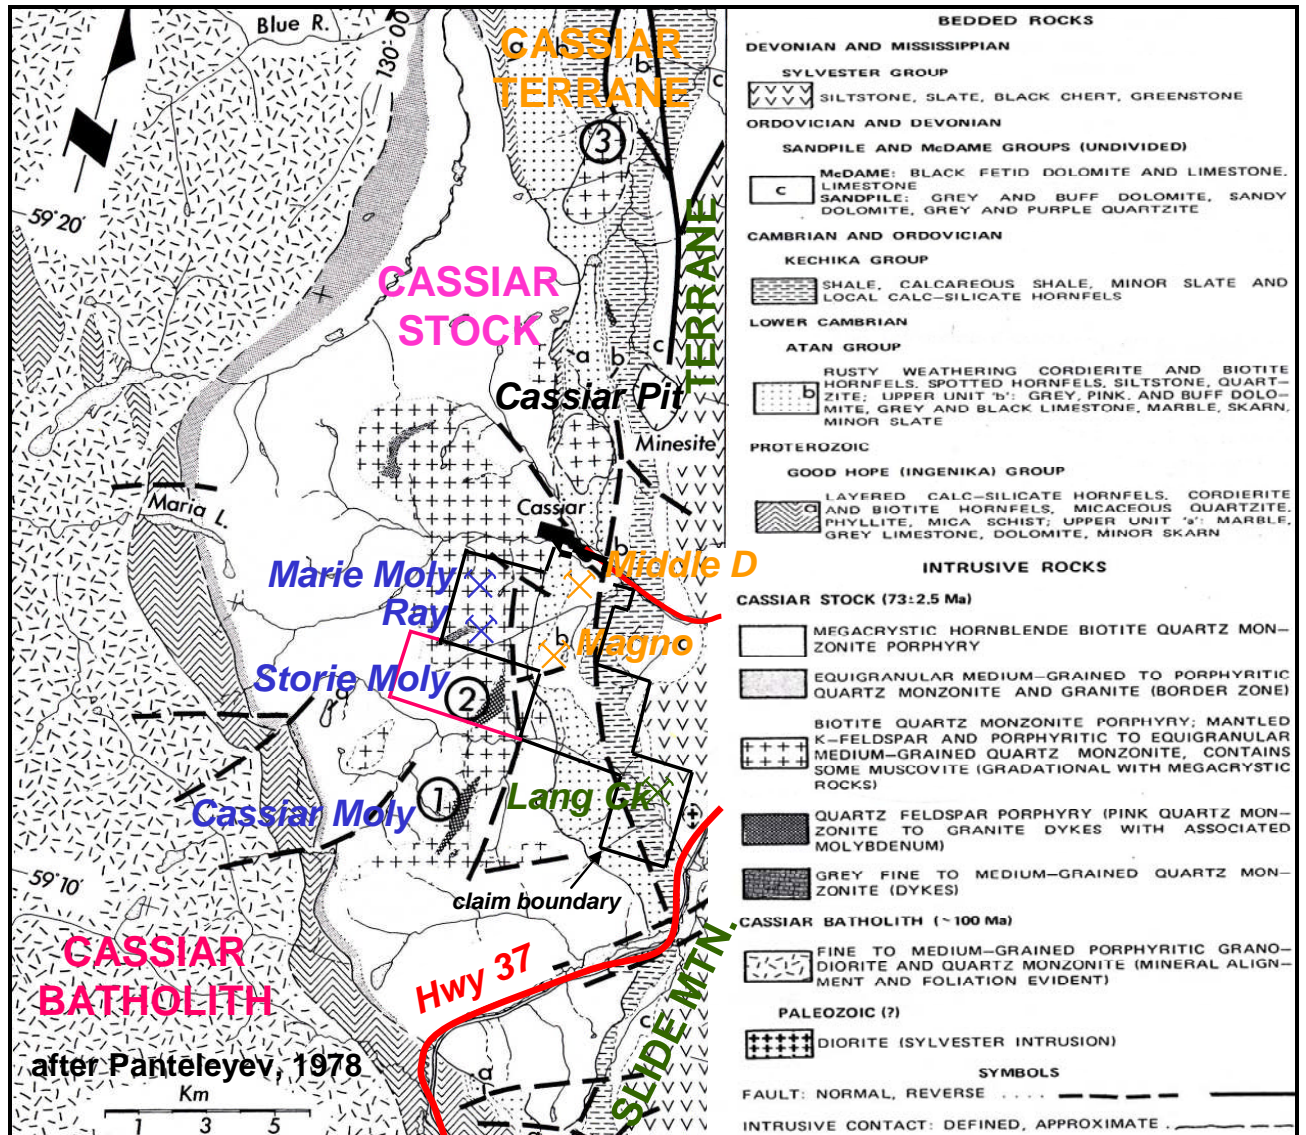 Blue R.
130° 00'
CASSIAR
TERRANE
a
b
b
c
3
59° 20'
TERRANE
CASSIAR
STOCK
a
b
c
Cassiar Pit
Minesite
Maria L.
Cassiar
b
Marie Moly
Middle D
Ray
b
Magno
c
Storie Moly
a
2
Cassiar Moly
1
Lang Ck
59° 10'
claim boundary
CASSIAR
BATHOLITH
Hwy 37
SLIDE MTN.
c
after Panteleyev, 1978
a
Km
1 3 5
BEDDED ROCKS
DEVONIAN AND MISSISSIPPIAN
SYLVESTER GROUP
SILTSTONE, SLATE, BLACK CHERT, GREENSTONE
ORDOVICIAN AND DEVONIAN
SANDPILE AND McDAME GROUPS (UNDIVIDED)
c
McDAME: BLACK FETID DOLOMITE AND LIMESTONE.
LIMESTONE
SANDPILE: GREY AND BUFF DOLOMITE, SANDY
DOLOMITE, GREY AND PURPLE QUARTZITE
CAMBRIAN AND ORDOVICIAN
KECHIKA GROUP
SHALE, CALCAREOUS SHALE, MINOR SLATE AND
LOCAL CALC–SILICATE HORNFELS
LOWER CAMBRIAN
ATAN GROUP
b
RUSTY WEATHERING CORDIERITE AND BIOTITE
HORNFELS. SPOTTED HORNFELS, SILTSTONE, QUART–
ZITE; UPPER UNIT 'b': GREY, PINK, AND BUFF DOLO–
MITE, GREY AND BLACK LIMESTONE, MARBLE, SKARN,
MINOR SLATE
PROTEROZOIC
GOOD HOPE (INGENIKA) GROUP
a
LAYERED CALC–SILICATE HORNFELS, CORDIERITE
AND BIOTITE HORNFELS, MICACEOUS QUARTZITE,
PHYLLITE, MICA SCHIST; UPPER UNIT 'a': MARBLE,
GREY LIMESTONE, DOLOMITE, MINOR SKARN
INTRUSIVE ROCKS
CASSIAR STOCK (73±2.5 Ma)
MEGACRYSTIC HORNBLENDE BIOTITE QUARTZ MON–
ZONITE PORPHYRY
EQUIGRANULAR MEDIUM–GRAINED TO PORPHYRITIC
QUARTZ MONZONITE AND GRANITE (BORDER ZONE)
BIOTITE QUARTZ MONZONITE PORPHYRY; MANTLED
K–FELDSPAR AND PORPHYRITIC TO EQUIGRANULAR
MEDIUM–GRAINED QUARTZ MONZONITE, CONTAINS
SOME MUSCOVITE (GRADATIONAL WITH MEGACRYSTIC
ROCKS)
QUARTZ FELDSPAR PORPHYRY (PINK QUARTZ MON–
ZONITE TO GRANITE DYKES WITH ASSOCIATED
MOLYBDENUM)
GREY FINE TO MEDIUM–GRAINED QUARTZ MON–
ZONITE (DYKES)
CASSIAR BATHOLITH (~100 Ma)
FINE TO MEDIUM–GRAINED PORPHYRITIC GRANO–
DIORITE AND QUARTZ MONZONITE (MINERAL ALIGN–
MENT AND FOLIATION EVIDENT)
PALEOZOIC (?)
DIORITE (SYLVESTER INTRUSION)
SYMBOLS
FAULT: NORMAL, REVERSE ....
INTRUSIVE CONTACT: DEFINED, APPROXIMATE .